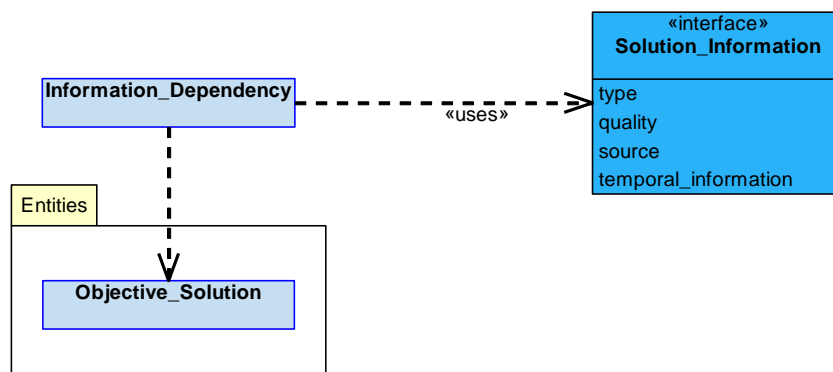 «interface»
Solution_Information
type
quality
source
temporal_information
Information_Dependency
«uses»
Entities
Objective_Solution